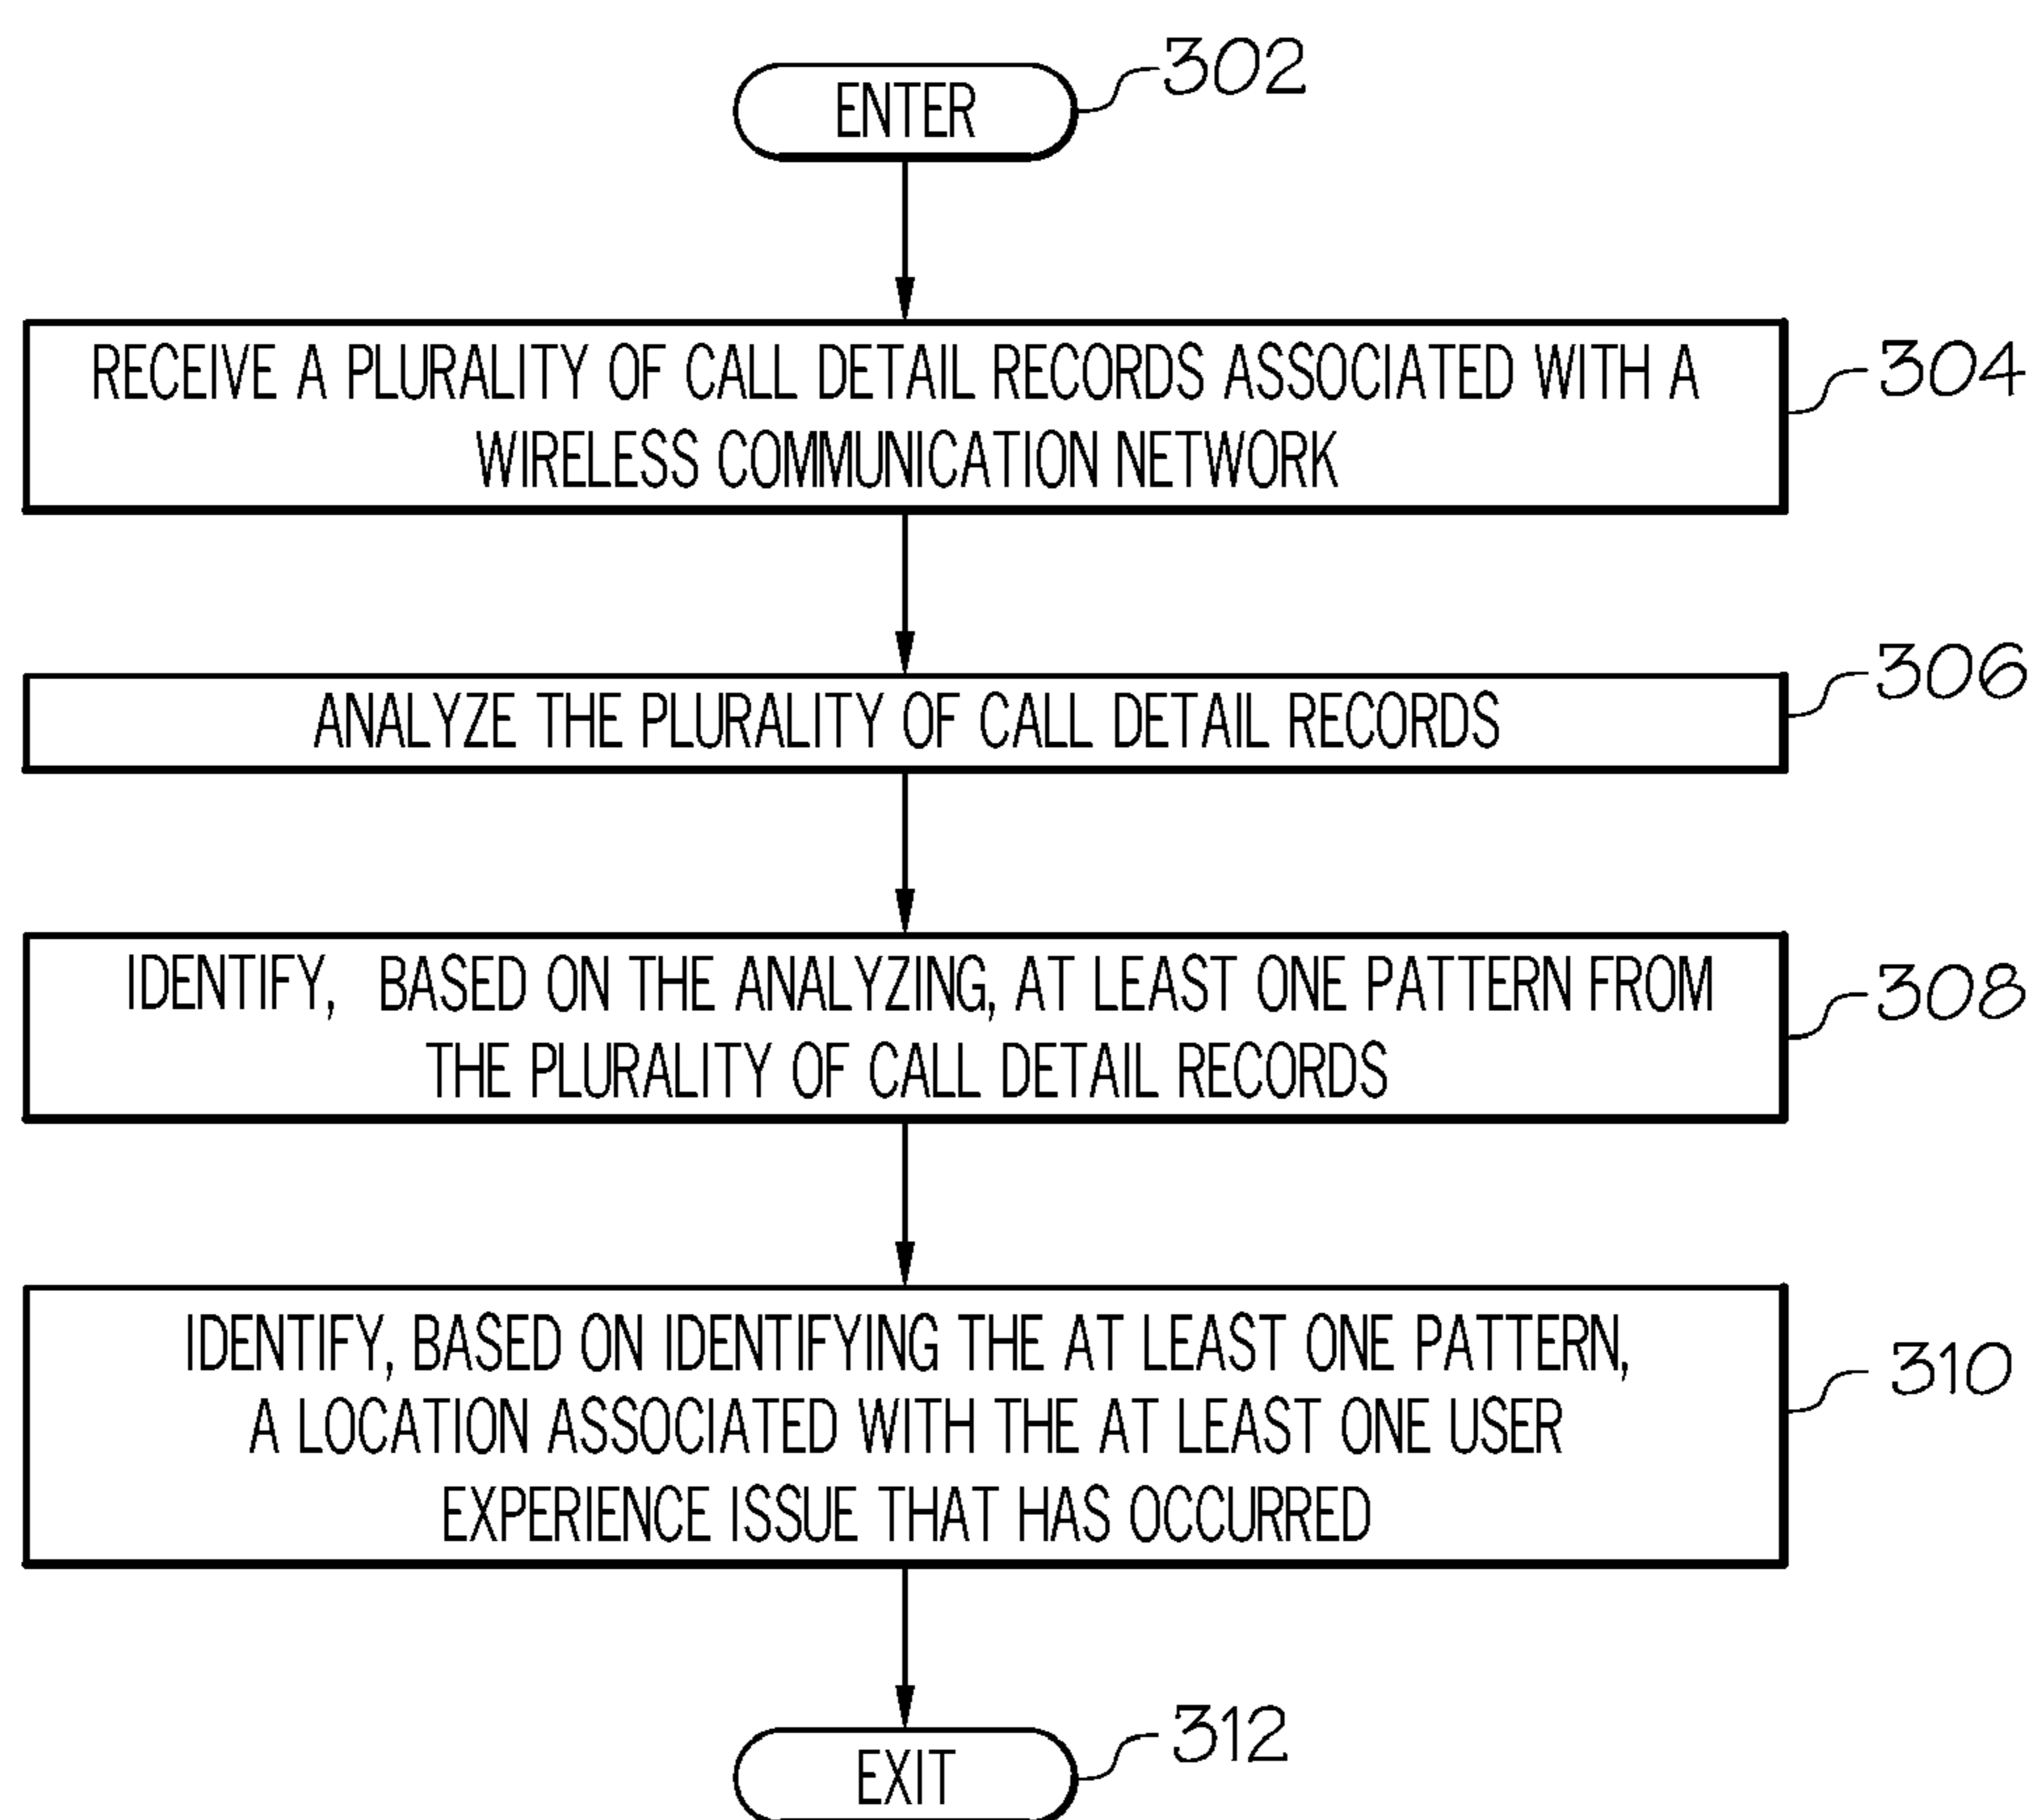 ENTER
302
RECEIVE A PLURALITY OF CALL DETAIL RECORDS ASSOCIATED WITH A
WIRELESS COMMUNICATION NETWORK
304
ANALYZE THE PLURALITY OF CALL DETAIL RECORDS
306
IDENTIFY, BASED ON THE ANALYZING, AT LEAST ONE PATTERN FROM
THE PLURALITY OF CALL DETAIL RECORDS
308
IDENTIFY, BASED ON IDENTIFYING THE AT LEAST ONE PATTERN,
A LOCATION ASSOCIATED WITH THE AT LEAST ONE USER
EXPERIENCE ISSUE THAT HAS OCCURRED
310
EXIT
312